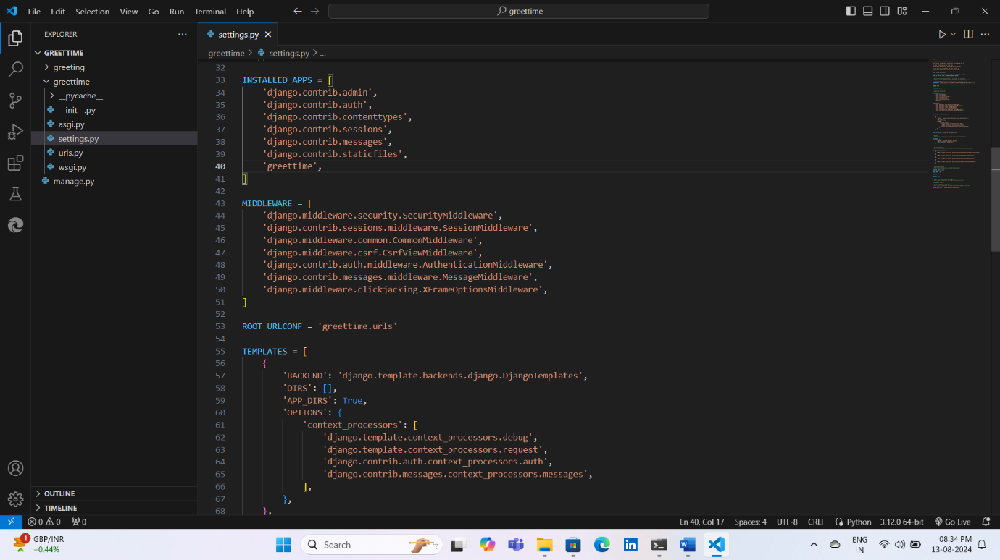 File Edit Selection View Go Run Terminal Help
greettime
EXPLORER
settings.py
GREETTIME
greeting
greettime
__pycache__
__init__.py
asgi.py
settings.py
urls.py
wsgi.py
manage.py
OUTLINE
TIMELINE
greettime > settings.py > ...
32
33 INSTALLED_APPS = [
34 'django.contrib.admin',
35 'django.contrib.auth',
36 'django.contrib.contenttypes',
37 'django.contrib.sessions',
38 'django.contrib.messages',
39 'django.contrib.staticfiles',
40 'greettime',
41 ]
42
43 MIDDLEWARE = [
44 'django.middleware.security.SecurityMiddleware',
45 'django.contrib.sessions.middleware.SessionMiddleware',
46 'django.middleware.common.CommonMiddleware',
47 'django.middleware.csrf.CsrfViewMiddleware',
48 'django.contrib.auth.middleware.AuthenticationMiddleware',
49 'django.contrib.messages.middleware.MessageMiddleware',
50 'django.middleware.clickjacking.XFrameOptionsMiddleware',
51 ]
52
53 ROOT_URLCONF = 'greettime.urls'
54
55 TEMPLATES = [
56 {
57 'BACKEND': 'django.template.backends.django.DjangoTemplates',
58 'DIRS': [],
59 'APP_DIRS': True,
60 'OPTIONS': {
61 'context_processors': [
62 'django.template.context_processors.debug',
63 'django.template.context_processors.request',
64 'django.contrib.auth.context_processors.auth',
65 'django.contrib.messages.context_processors.messages',
66 ],
67 },
68 },
0 0 0 Ln 40, Col 17 Spaces: 4 UTF-8 CRLF Python 3.12.0 64-bit Go Live
1 GBP/INR
+0.44%
Search
ENG
IN
08:34 PM
13-08-2024